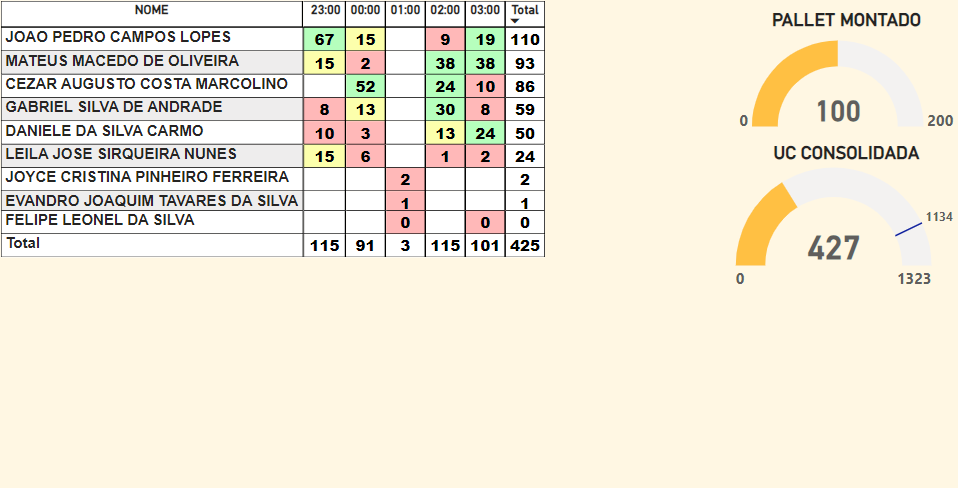 NOME 23:00 00:00 01:00 02:00 03:00 Total
JOAO PEDRO CAMPOS LOPES 67 15 9 19 110
MATEUS MACEDO DE OLIVEIRA 15 2 38 38 93
CEZAR AUGUSTO COSTA MARCOLINO 52 24 10 86
GABRIEL SILVA DE ANDRADE 8 13 30 8 59
DANIELE DA SILVA CARMO 10 3 13 24 50
LEILA JOSE SIRQUEIRA NUNES 15 6 1 2 24
JOYCE CRISTINA PINHEIRO FERREIRA 2 2
EVANDRO JOAQUIM TAVARES DA SILVA 1 1
FELIPE LEONEL DA SILVA 0 0 0
Total 115 91 3 115 101 425
PALLET MONTADO
100
0 200
UC CONSOLIDADA
1134
427
0 1323